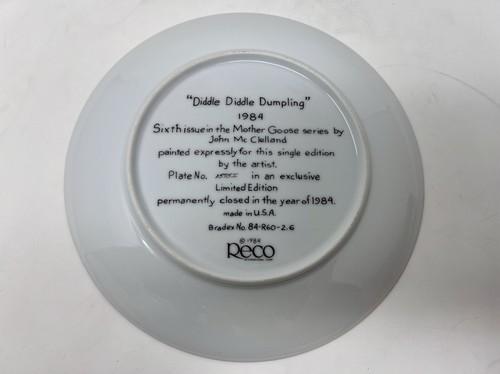 "Diddle Diddle Dumpling"
1984
Sixth issue in the Mother Goose series by
John McClelland
painted expressly for this single edition
by the artist.
Plate No. in an exclusive
Limited Edition
permanently closed in the year of 1984.
made in U.S.A.
Bradex No. 84-R60-2.6
© 1984
Reco